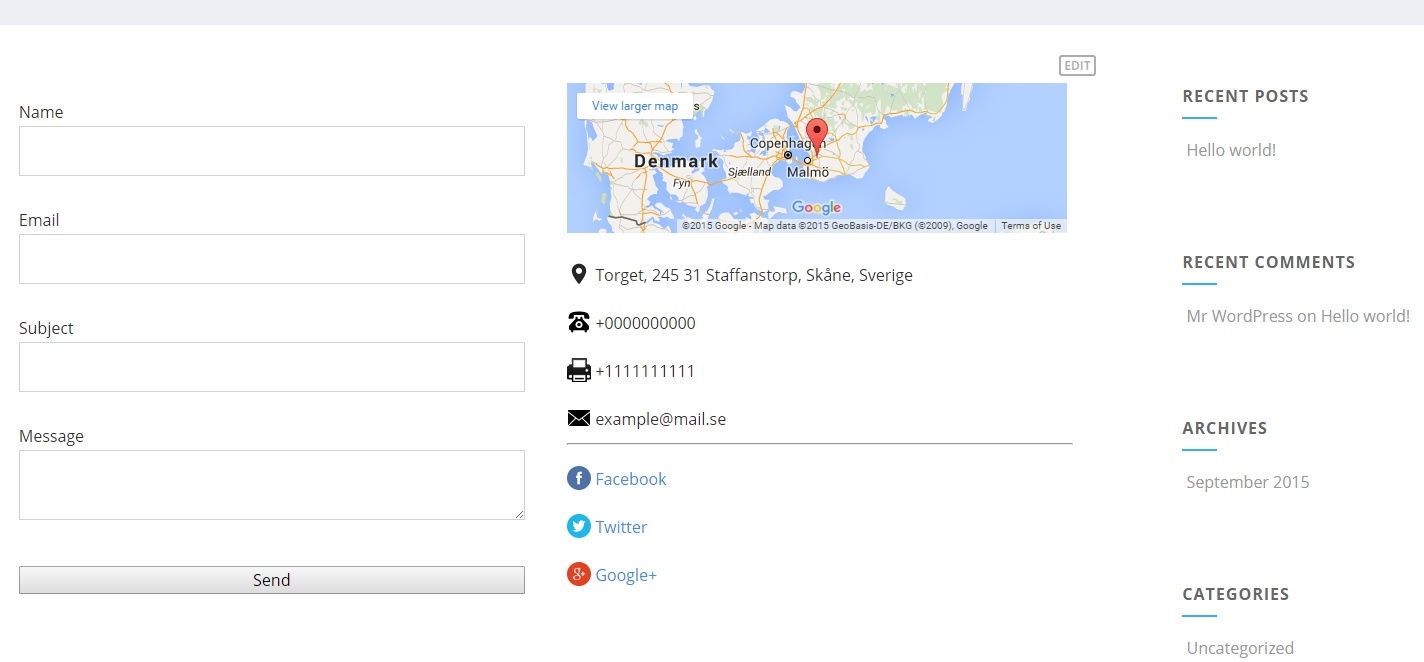 Name
Email
Subject
Message
Send
EDIT
View larger map
s
Denmark
Copenhagen
Sjælland
Malmö
Fyn
Google
©2015 Google - Map data ©2015 GeoBasis-DE/BKG (©2009), Google
Terms of Use
Torget, 245 31 Staffanstorp, Skåne, Sverige
+0000000000
+1111111111
example@mail.se
Facebook
Twitter
Google+
RECENT POSTS
Hello world!
RECENT COMMENTS
Mr WordPress on Hello world!
ARCHIVES
September 2015
CATEGORIES
Uncategorized